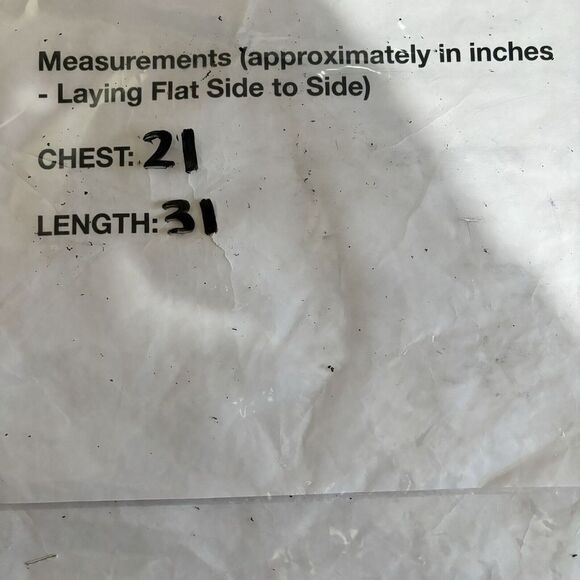 Measurements (approximately in inches
- Laying Flat Side to Side)
CHEST: 21
LENGTH: 31